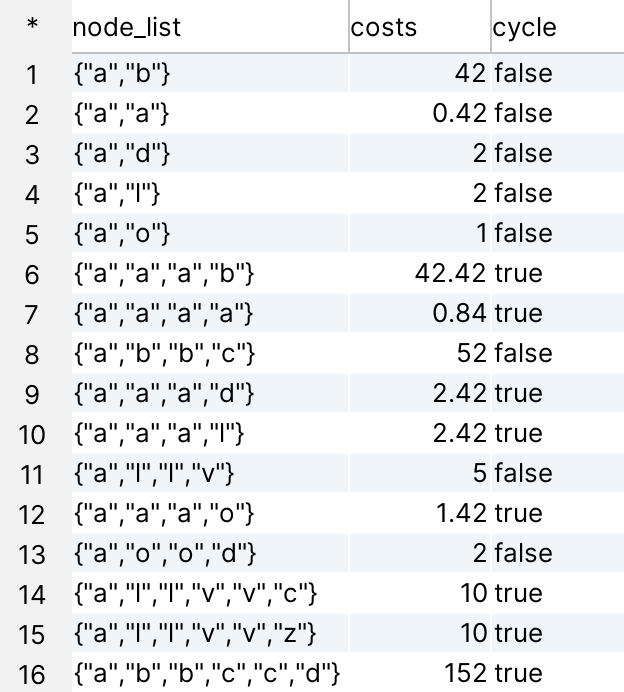 * node_list costs cycle
1 {"a","b"} 42 false
2 {"a","a"} 0.42 false
3 {"a","d"} 2 false
4 {"a","l"} 2 false
5 {"a","o"} 1 false
6 {"a","a","a","b"} 42.42 true
7 {"a","a","a","a"} 0.84 true
8 {"a","b","b","c"} 52 false
9 {"a","a","a","d"} 2.42 true
10 {"a","a","a","l"} 2.42 true
11 {"a","l","l","v"} 5 false
12 {"a","a","a","o"} 1.42 true
13 {"a","o","o","d"} 2 false
14 {"a","l","l","v","v","c"} 10 true
15 {"a","l","l","v","v","z"} 10 true
16 {"a","b","b","c","c","d"} 152 true